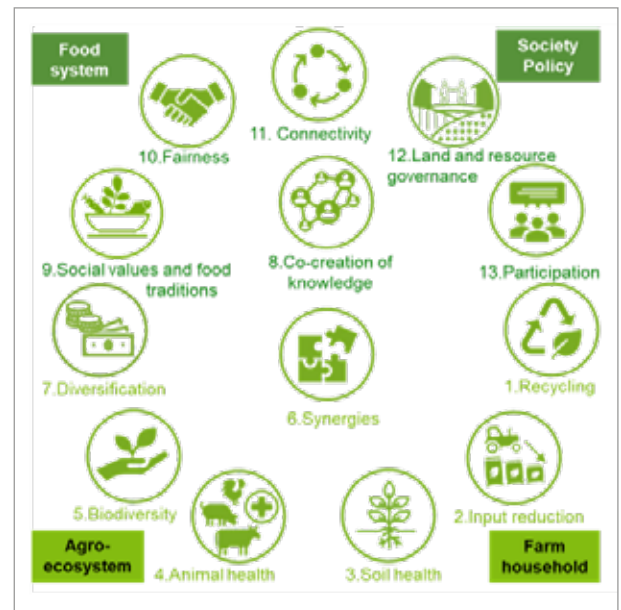 Food
system
Society
Policy
11. Connectivity
10.Fairness
12.Land and resource
governance
9.Social values and food
traditions
8.Co-creation of
knowledge
13.Participation
7.Diversification
1.Recycling
6.Synergies
5.Biodiversity
2.Input reduction
Agro-
ecosystem
4.Animal health
3.Soil health
Farm
household